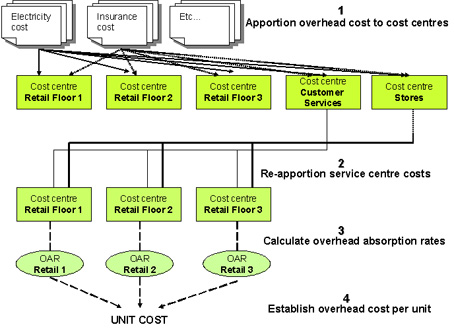 Electricity
cost
Insurance
cost
Etc...
1
Apportion overhead cost to cost centres
Cost centre
Retail Floor 1
Cost centre
Retail Floor 2
Cost centre
Retail Floor 3
Cost centre
Customer
Services
Cost centre
Stores
2
Re-apportion service centre costs
Cost centre
Retail Floor 1
Cost centre
Retail Floor 2
Cost centre
Retail Floor 3
3
Calculate overhead absorption rates
OAR
Retail 1
OAR
Retail 2
OAR
Retail 3
4
Establish overhead cost per unit
UNIT COST